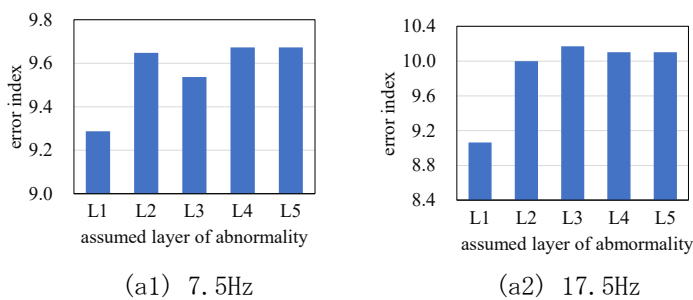 9.8
9.6
9.4
9.2
9.0
error index
L1 L2 L3 L4 L5
assumed layer of abnormality
(a1) 7.5Hz
10.4
10.0
9.6
9.2
8.8
8.4
error index
L1 L2 L3 L4 L5
assumed layer of abmormality
(a2) 17.5Hz